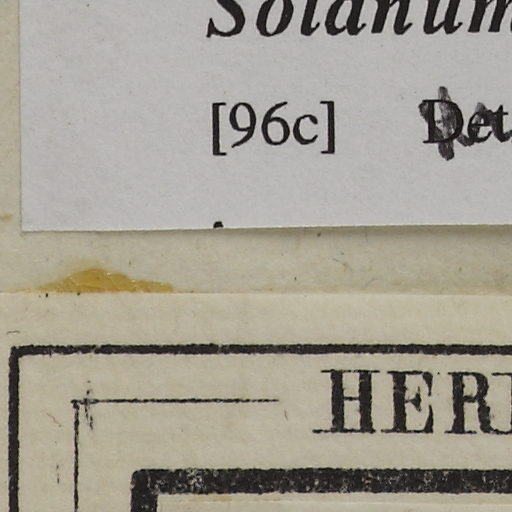 Solanum
[96c] Det.
HER